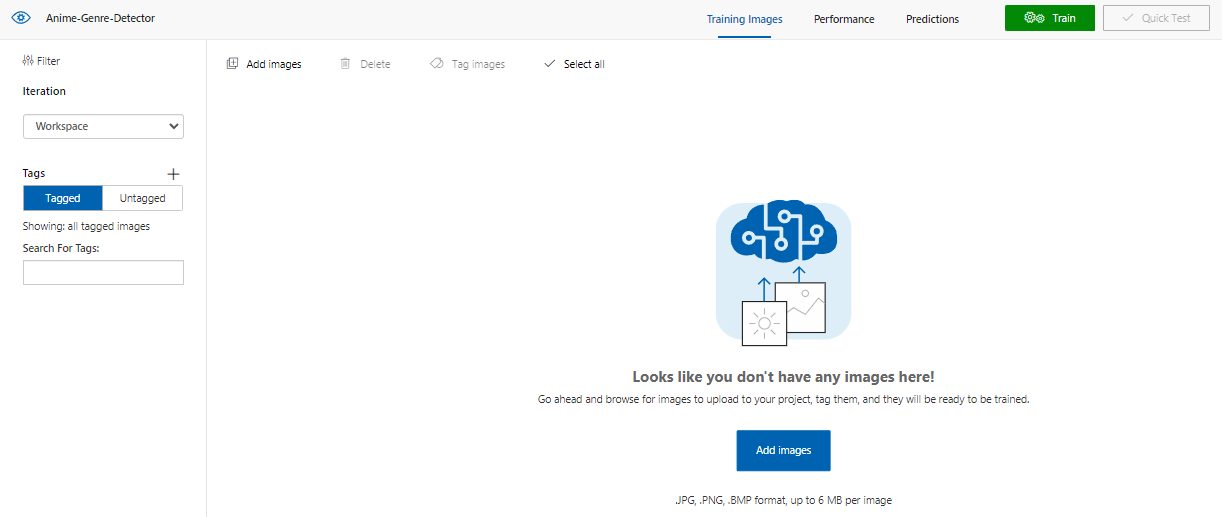 Anime-Genre-Detector
Training Images
Performance
Predictions
Train
Quick Test
Filter
Iteration
Workspace
Tags
Tagged
Untagged
Showing: all tagged images
Search For Tags:
Add images
Delete
Tag images
Select all
Looks like you don't have any images here!
Go ahead and browse for images to upload to your project, tag them, and they will be ready to be trained.
Add images
.JPG, .PNG, .BMP format, up to 6 MB per image